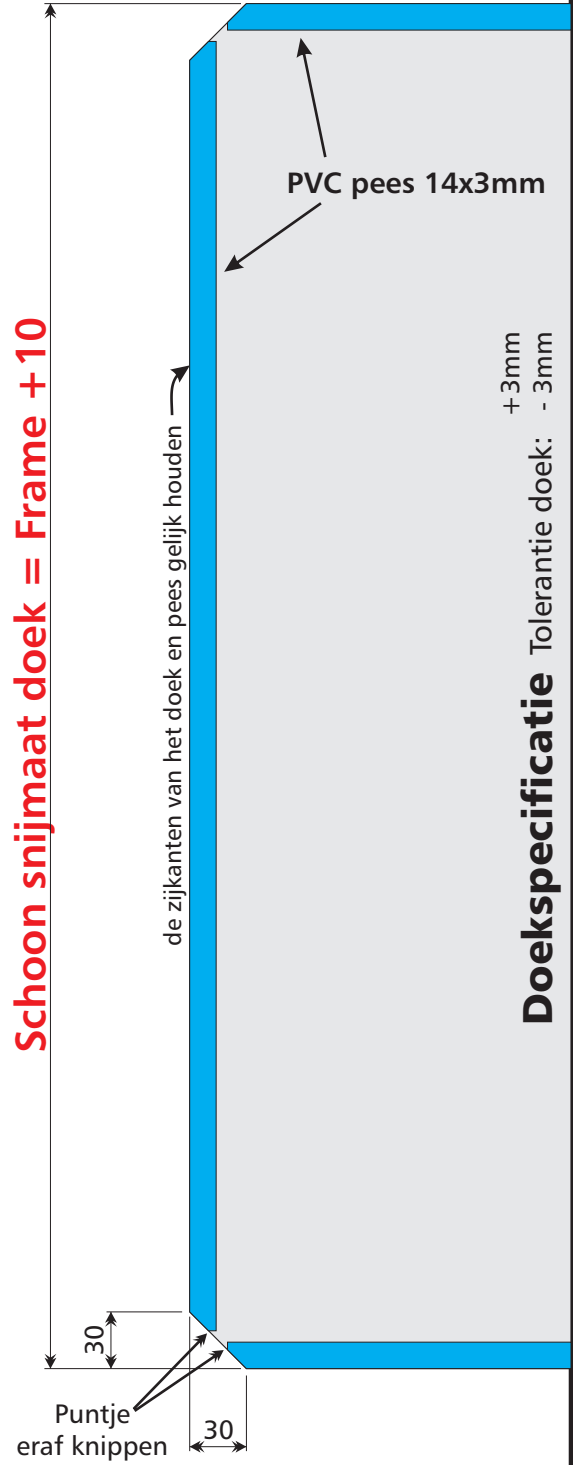 Schoon snijmaat doek = Frame +10
PVC pees 14x3mm
de zijkanten van het doek en pees gelijk houden
Doekspecificatie Tolerantie doek: +3mm
- 3mm
30
30
Puntje
eraf knippen